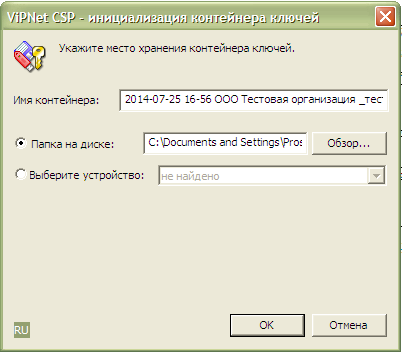 ViPNet CSP - инициализация контейнера ключей
Укажите место хранения контейнера ключей.
Имя контейнера: 2014-07-25 16-56 ООО Тестовая организация _тест
Папка на диске: C:\Documents and Settings\Pros Обзор...
Выберите устройство: не найдено
OK Отмена
RU